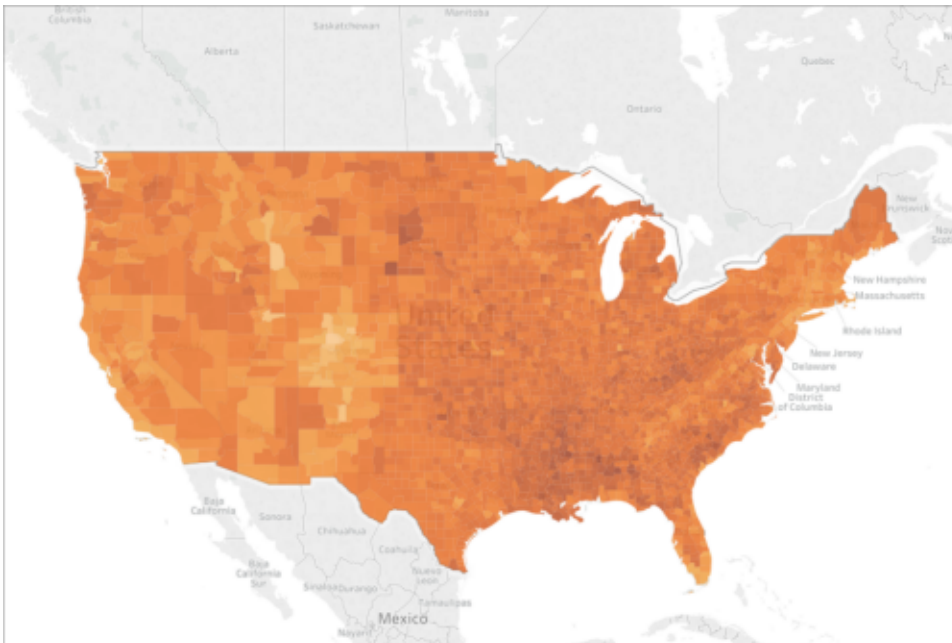 British
Columbia
Alberta
Saskatchewan
Manitoba
Ontario
Quebec
New
Brunswick
United
States
New Hampshire
Massachusetts
Rhode Island
New Jersey
Delaware
Maryland
District
of Columbia
Baja
California
Sonora
Chihuahua
Coahuila
Baja
California
Sur
Sinaloa
Durango
Nuevo
León
Tamaulipas
Mexico
Nayarit